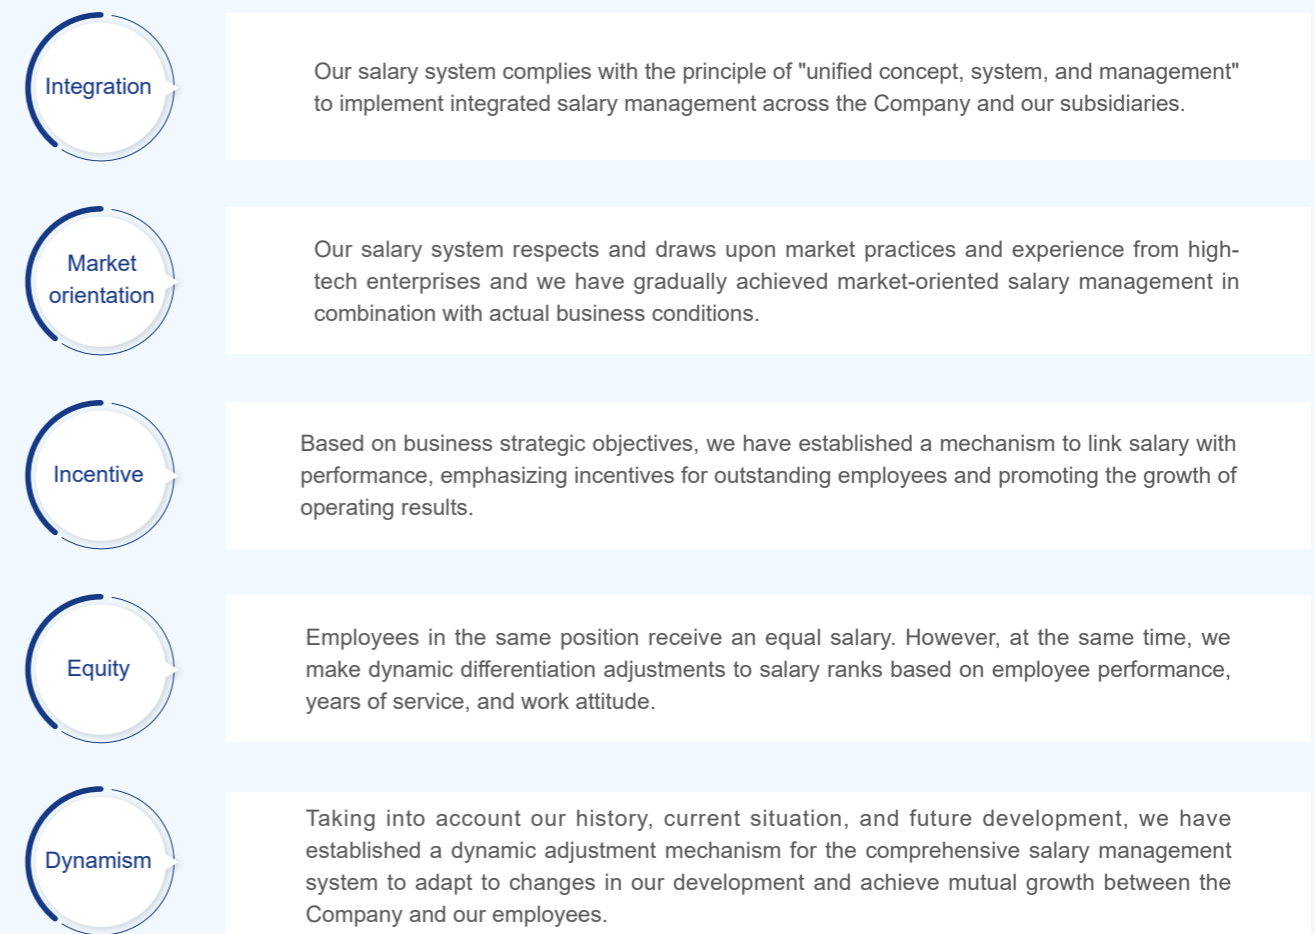 Integration
Our salary system complies with the principle of "unified concept, system, and management"
to implement integrated salary management across the Company and our subsidiaries.
Market
orientation
Our salary system respects and draws upon market practices and experience from high-
tech enterprises and we have gradually achieved market-oriented salary management in
combination with actual business conditions.
Incentive
Based on business strategic objectives, we have established a mechanism to link salary with
performance, emphasizing incentives for outstanding employees and promoting the growth of
operating results.
Equity
Employees in the same position receive an equal salary. However, at the same time, we
make dynamic differentiation adjustments to salary ranks based on employee performance,
years of service, and work attitude.
Dynamism
Taking into account our history, current situation, and future development, we have
established a dynamic adjustment mechanism for the comprehensive salary management
system to adapt to changes in our development and achieve mutual growth between the
Company and our employees.